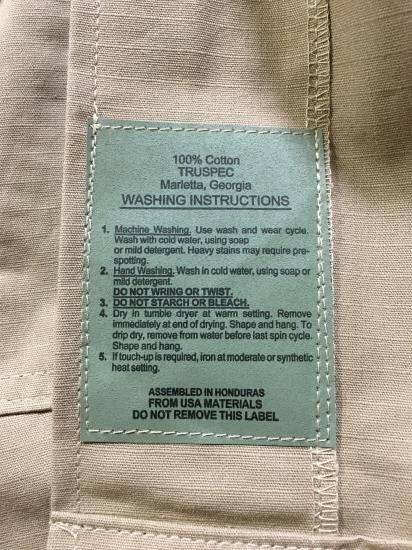 100% Cotton
TRUSPEC
Marletta, Georgia
WASHING INSTRUCTIONS
1. Machine Washing. Use wash and wear cycle.
Wash with cold water, using soap
or mild detergent. Heavy stains may require pre-
spotting.
2. Hand Washing. Wash in cold water, using soap or
mild detergent.
DO NOT WRING OR TWIST.
3. DO NOT STARCH OR BLEACH.
4. Dry in tumble dryer at warm setting. Remove
immediately at end of drying. Shape and hang. To
drip dry, remove from water before last spin cycle.
Shape and hang.
5. If touch-up is required, iron at moderate or synthetic
heat setting.
ASSEMBLED IN HONDURAS
FROM USA MATERIALS
DO NOT REMOVE THIS LABEL